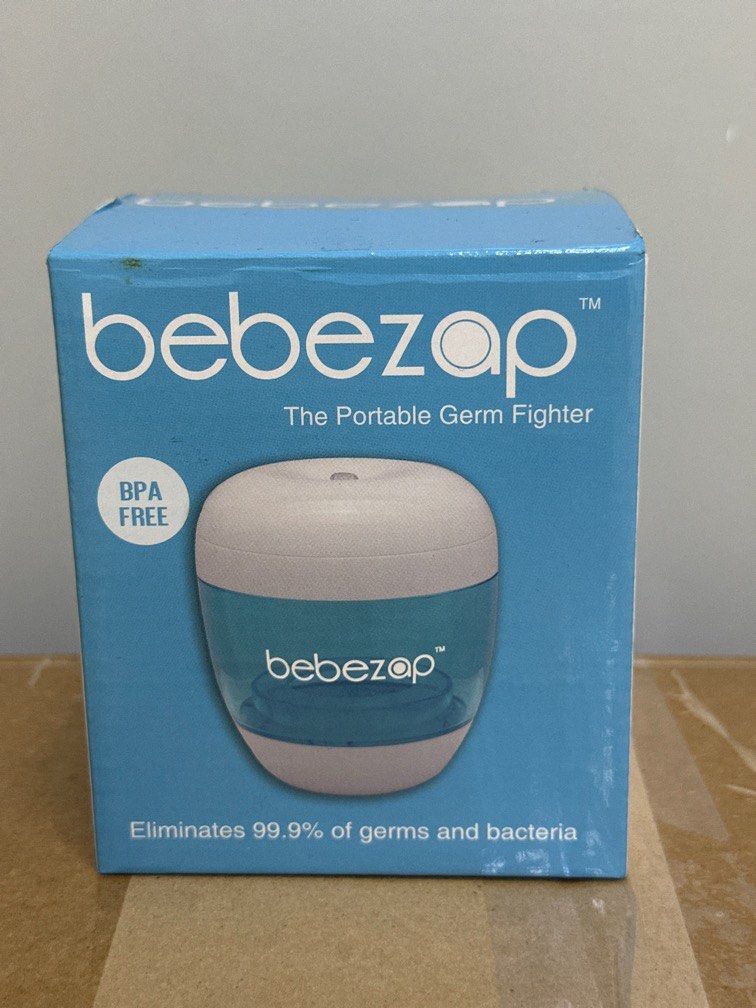 bebezap™
The Portable Germ Fighter
BPA
FREE
bebezap™
Eliminates 99.9% of germs and bacteria